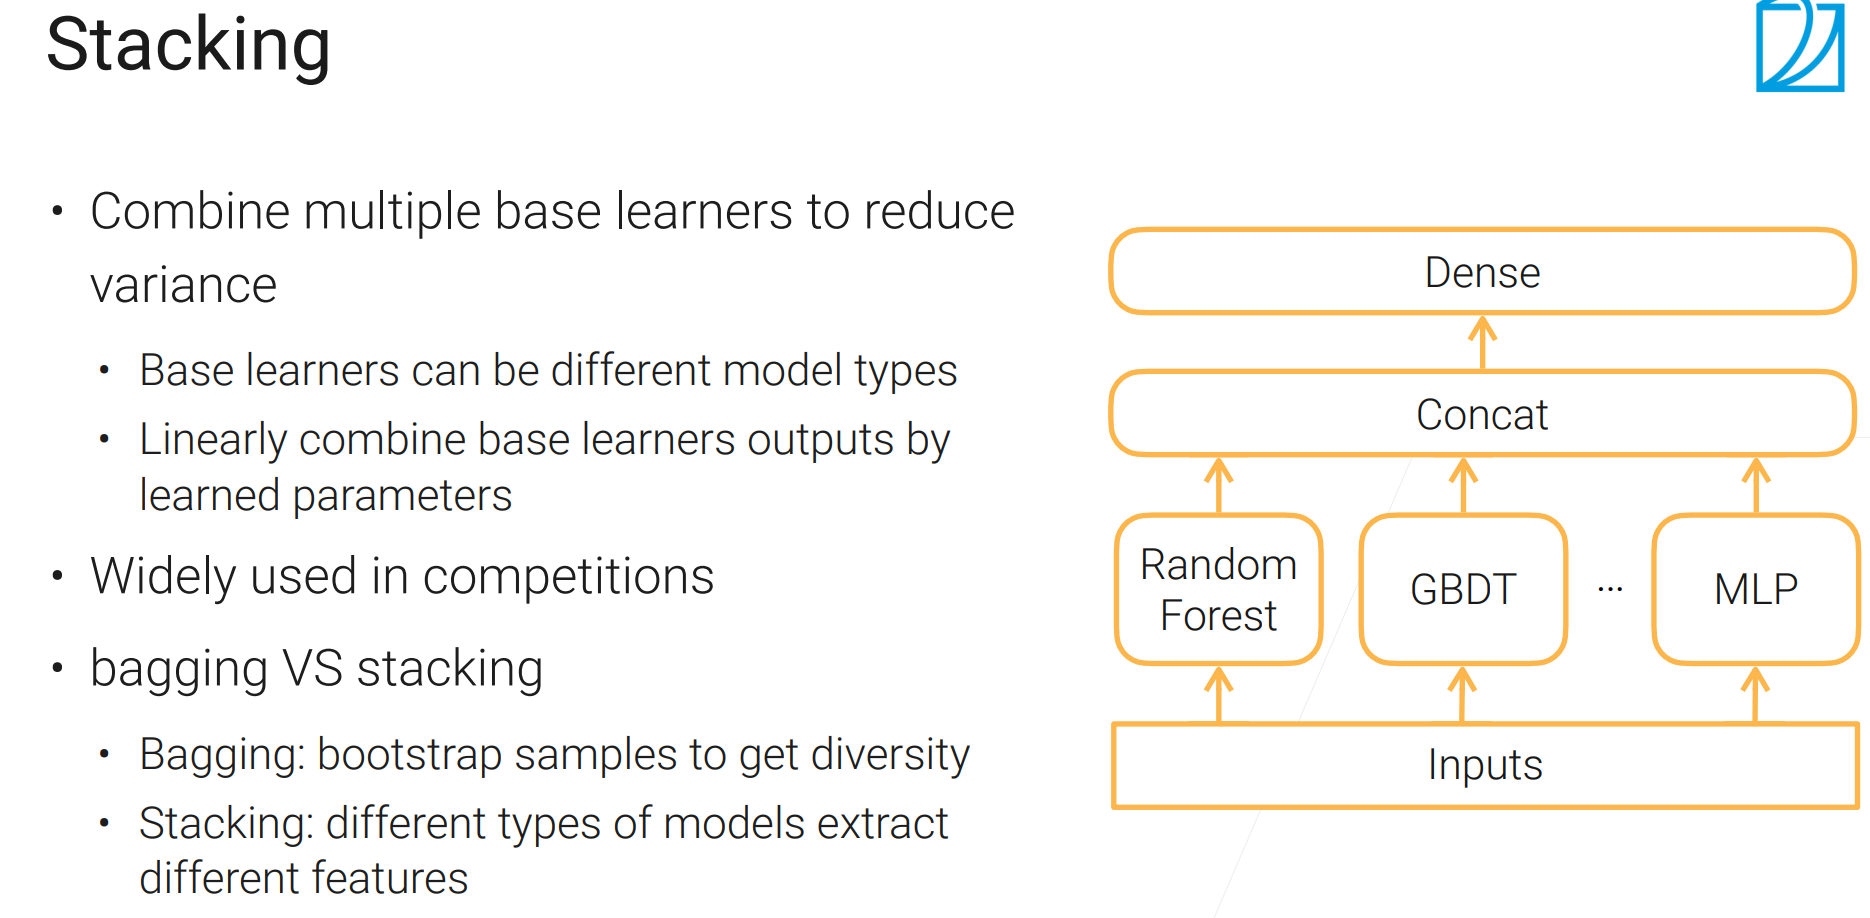 Stacking
• Combine multiple base learners to reduce
variance
• Base learners can be different model types
• Linearly combine base learners outputs by
learned parameters
• Widely used in competitions
• bagging VS stacking
• Bagging: bootstrap samples to get diversity
• Stacking: different types of models extract
different features
Dense
Concat
Random
Forest
GBDT
...
MLP
Inputs